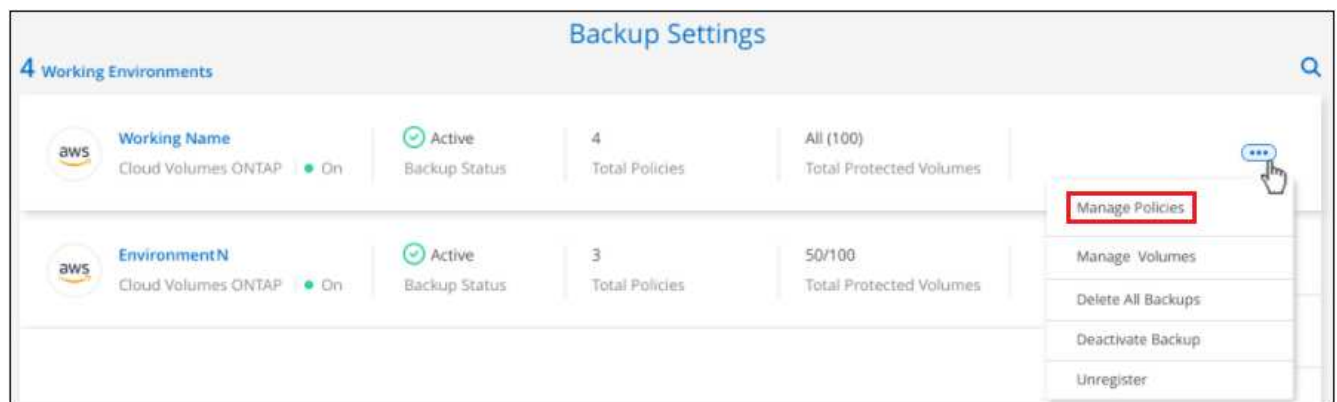 Backup Settings
4 Working Environments
aws Working Name Active 4 All (100)
Cloud Volumes ONTAP On Backup Status Total Policies Total Protected Volumes
Manage Policies
aws EnvironmentN Active 3 50/100 Manage Volumes
Cloud Volumes ONTAP On Backup Status Total Policies Total Protected Volumes
Delete All Backups
Deactivate Backup
Unregister